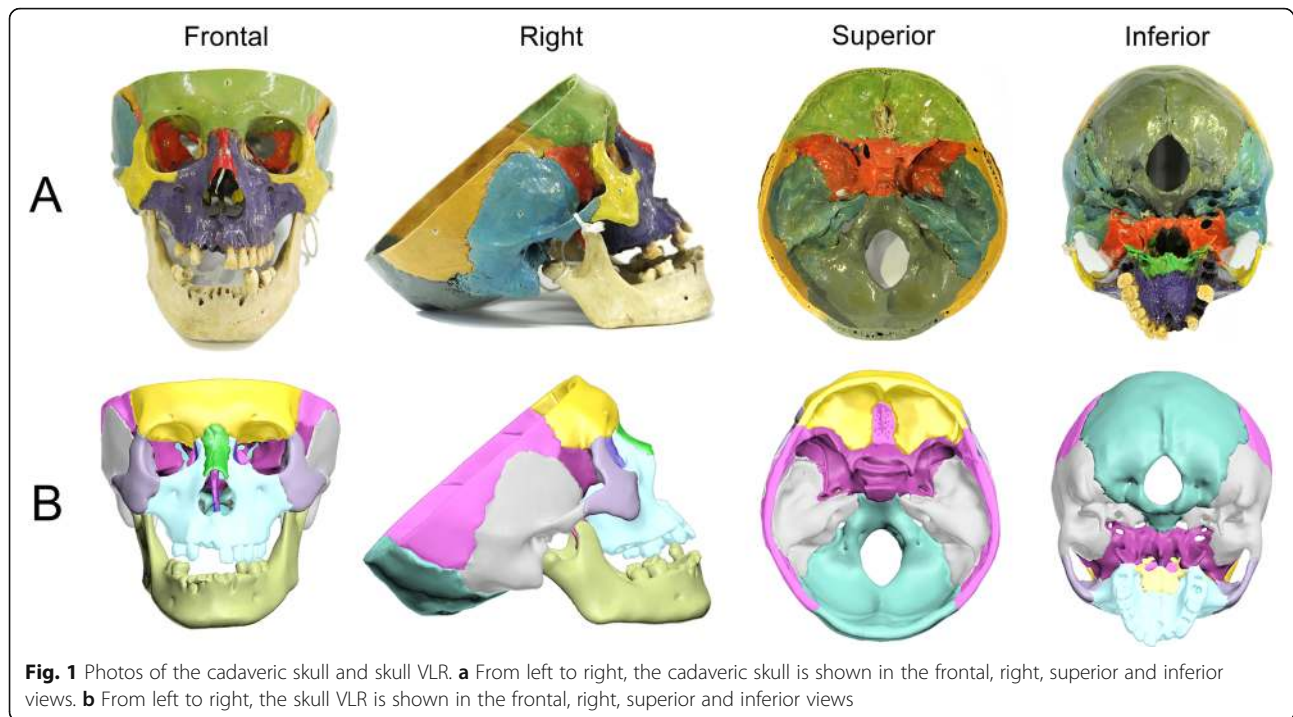 Frontal Right Superior Inferior
A
B
Fig. 1 Photos of the cadaveric skull and skull VLR. a From left to right, the cadaveric skull is shown in the frontal, right, superior and inferior
views. b From left to right, the skull VLR is shown in the frontal, right, superior and inferior views